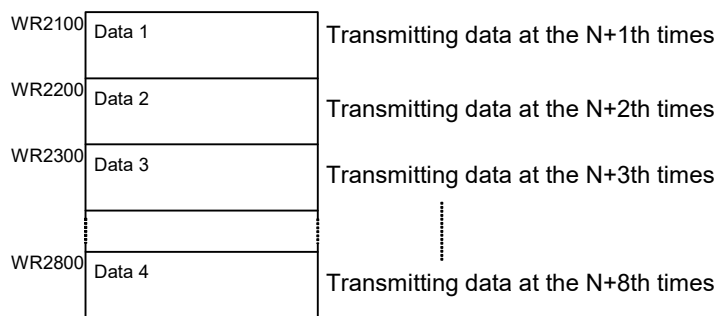 WR2100 Data 1 Transmitting data at the N+1th times
WR2200 Data 2 Transmitting data at the N+2th times
WR2300 Data 3 Transmitting data at the N+3th times
WR2800 Data 4 Transmitting data at the N+8th times